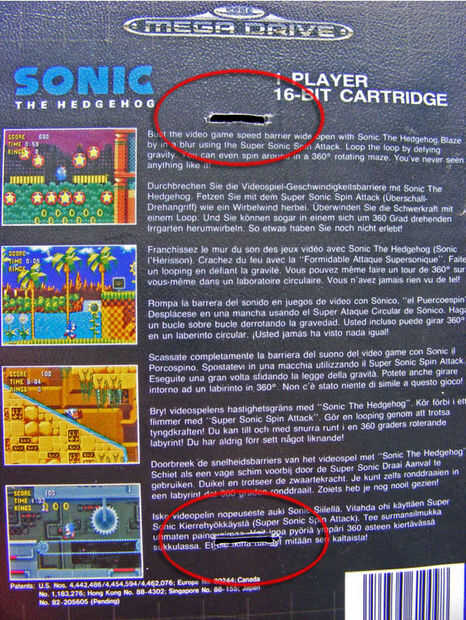 SEGA
MEGA DRIVE
SONIC
THE HEDGEHOG
1 PLAYER
16-BIT CARTRIDGE
Bust the video game speed barrier wide open with Sonic The Hedgehog Blaze
by in a blur using the Super Sonic Spin Attack. Loop the loop by defying
gravity. You can even spin around in a 360° rotating maze. You've never seen
anything like it.
Durchbrechen Sie die Videospiel-Geschwindigkeitsbarriere mit Sonic The
Hedgehog. Fetzen Sie mit dem Super Sonic Spin Attack (Überschall-
Drehangriff) wie ein Wirbelwind herbei. Überwinden Sie die Schwerkraft mit
einem Loop. Und Sie können sogar in einem sich um 360 Grad drehenden
Irrgarten herumwirbeln. So etwas haben Sie noch nicht erlebt!
Franchissez le mur du son des jeux vidéo avec Sonic The Hedgehog (Sonic
l'Hérisson). Crachez du feu avec la "Formidable Attaque Supersonique". Faite
un looping en défiant la gravité. Vous pouvez même faire un tour de 360° sur
vous-même dans un laboratoire circulaire. Vous n'avez jamais rien vu de tel!
Rompa la barrera del sonido en juegos de video con Sónico, "el Puercoespin
Desplácese en una mancha usando el Super Ataque Circular de Sónico. Haga
un bucle sobre bucle derrotando la gravedad. Usted incluso puede girar 360°
en un laberinto circular. ¡Usted jamás ha visto nada igual!
Scassate completamente la barriera del suono del video game con Sonic il
Porcospino. Spostatevi in una macchia utilizzando il Super Sonic Spin Attack.
Eseguite una gran volta sfidando la legge della gravità. Potete anche girare
intorno ad un labirinto in 360°. Non c'è stato niente di simile a questo gioco!
Bryt videospelens hastighetsgräns med "Sonic The Hedgehog". Kör förbi i ett
flimmer med "Super Sonic Spin Attack". Gör en looping genom att trotsa
tyngdkraften! Du kan till och med snurra runt i en 360 graders roterande
labyrint! Du har aldrig förr sett något liknande!
Doorbreek de snelheidsbarriers van het videospel met "Sonic The Hedgehog"
Schiet als een vage schim voorbij door de Super Sonic Draai Aanval te
gebruiken. Duikel en trotseer de zwaartekracht. Je kunt zelfs ronddraaien in
een labyrint dat 360 graden ronddraait. Zoiets heb je nog nooit gezien!
Iske videopelin nopeuseste auki Sonic Siilellä. Vilahda ohi käyttäen Super
Sonic Kierrehyökkäystä (Super Sonic Spin Attack). Tee surmansilmukka
uhmaten pyöriä ympäri 360 asteen kiertävässä
sokkulassa. mitään sen kaltaista!
Patents: U.S. Nos. 4,442,486/4,454,594/4,462,076; Europe No. 80244; Canada
No. 1,183,276; Hong Kong No. 88-4302; Singapore No. 88-155; Japan
No. 82-205605 (Pending)
SCORE
TIME
RINGS
SCORE
TIME
RINGS
SCORE
TIME
RINGS
SCORE
TIME
RINGS